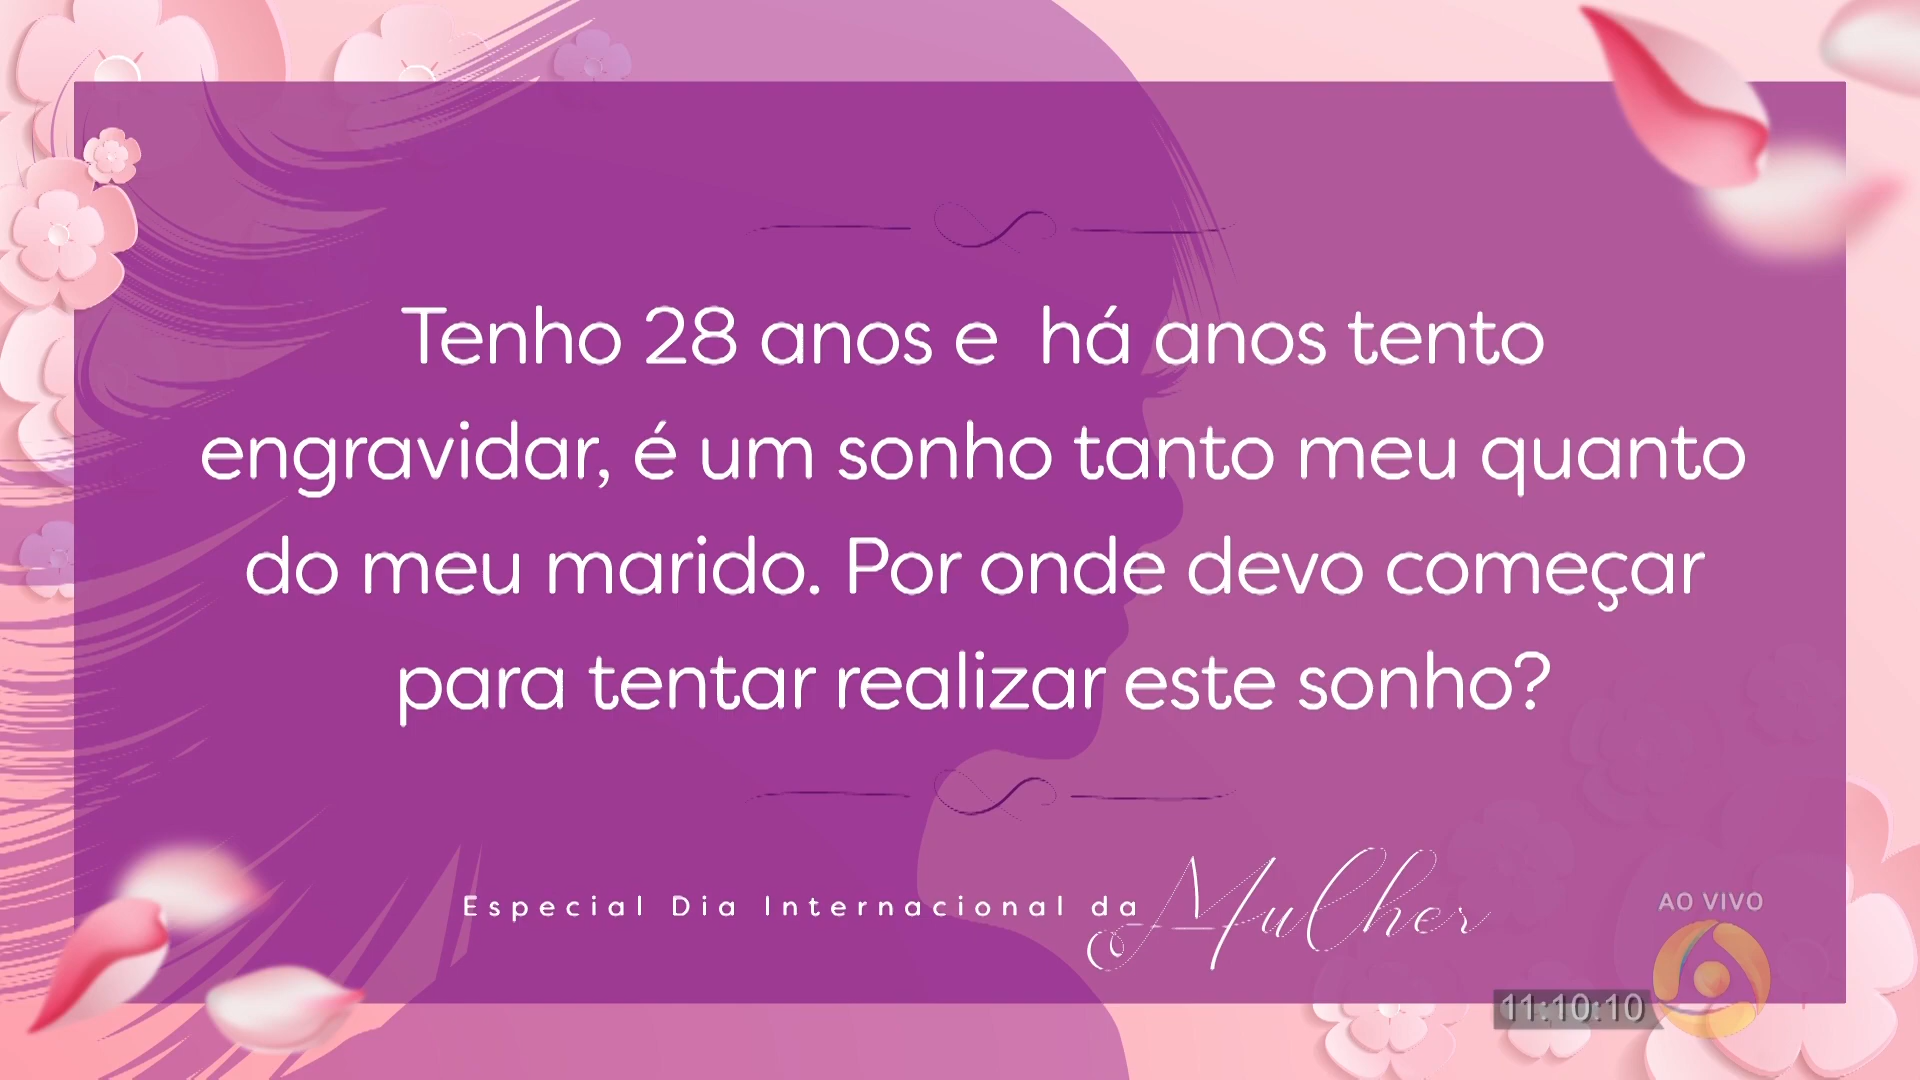 Tenho 28 anos e há anos tento
engravidar, é um sonho tanto meu quanto
do meu marido. Por onde devo começar
para tentar realizar este sonho?
Especial Dia Internacional da Mulher
AO VIVO
11:10:10